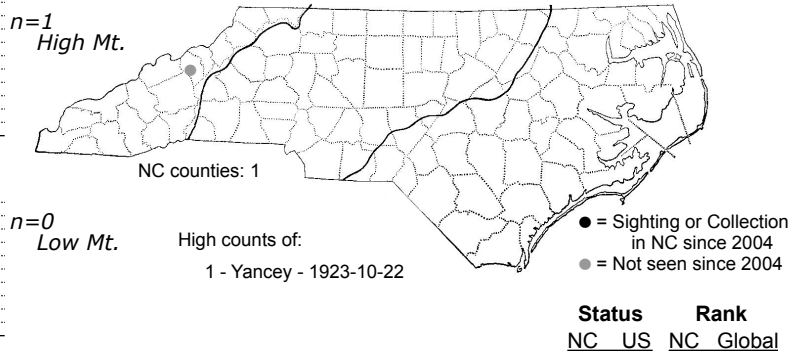 n=1
High Mt.
NC counties: 1
n=0
Low Mt.
High counts of:
1 - Yancey - 1923-10-22
● = Sighting or Collection
in NC since 2004
● = Not seen since 2004
Status Rank
NC US NC Global